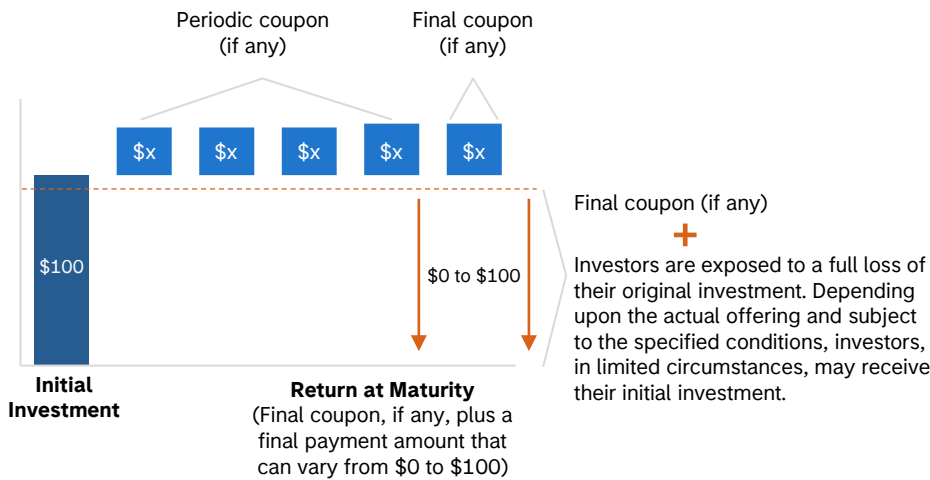 Periodic coupon
(if any)
Final coupon
(if any)
$x
$x
$x
$x
$x
$100
$0 to $100
Final coupon (if any)
+
Investors are exposed to a full loss of
their original investment. Depending
upon the actual offering and subject
to the specified conditions, investors,
in limited circumstances, may receive
their initial investment.
Initial
Investment
Return at Maturity
(Final coupon, if any, plus a
final payment amount that
can vary from $0 to $100)